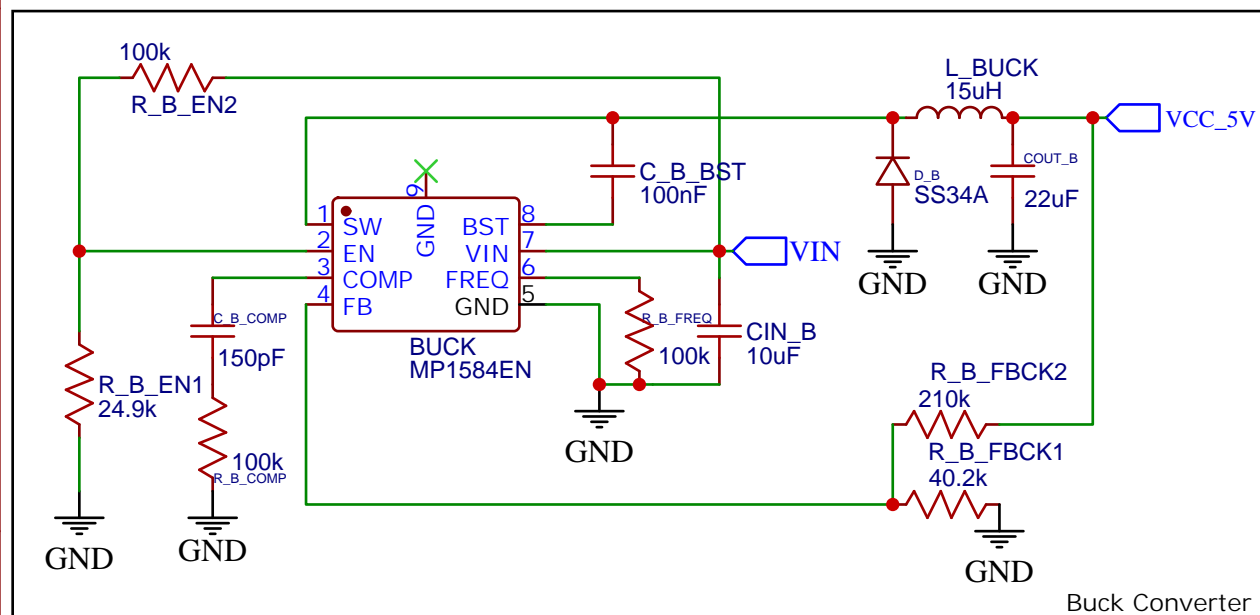 100k
R_B_EN2
L_BUCK
15uH
VCC_5V
C_B_BST
100nF
D_B
SS34A
COUT_B
22uF
9
GND
1
SW
BST
8
2
EN
VIN
7
3
COMP
FREQ
6
4
FB
GND
5
VIN
GND
GND
C_B_COMP
150pF
R_B_FREQ
100k
CIN_B
10uF
BUCK
MP1584EN
R_B_EN1
24.9k
100k
R_B_COMP
GND
R_B_FBCK2
210k
R_B_FBCK1
40.2k
GND
GND
GND
Buck Converter